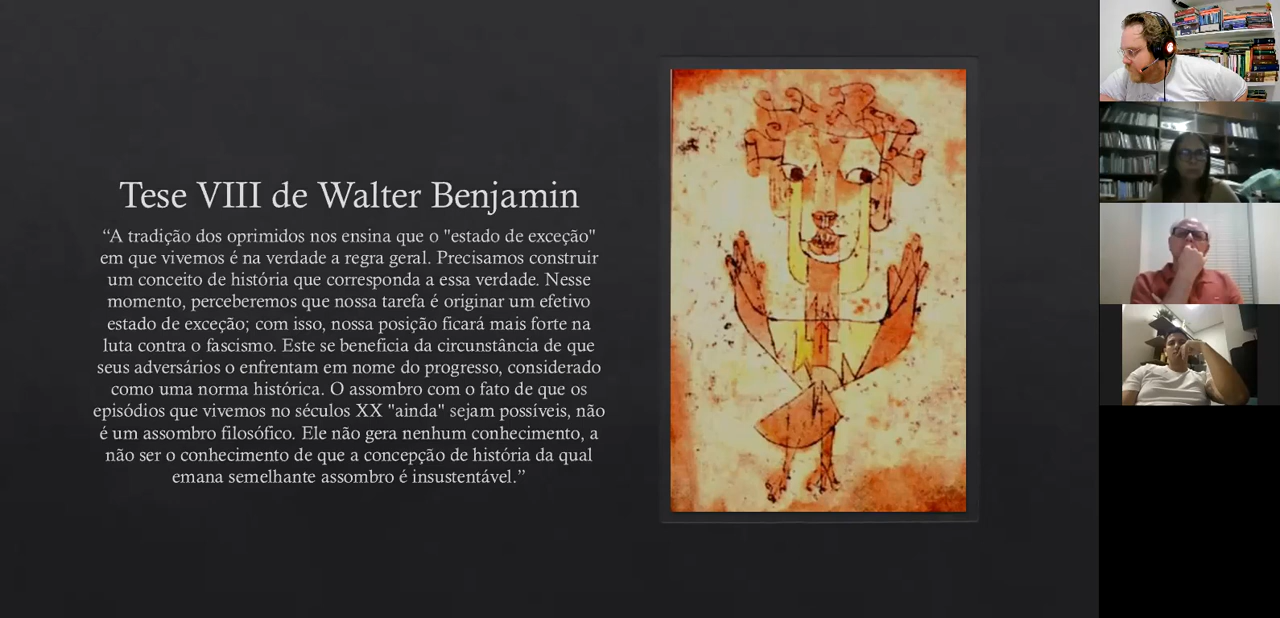 Tese VIII de Walter Benjamin
“A tradição dos oprimidos nos ensina que o "estado de exceção"
em que vivemos é na verdade a regra geral. Precisamos construir
um conceito de história que corresponda a essa verdade. Nesse
momento, perceberemos que nossa tarefa é originar um efetivo
estado de exceção; com isso, nossa posição ficará mais forte na
luta contra o fascismo. Este se beneficia da circunstância de que
seus adversários o enfrentam em nome do progresso, considerado
como uma norma histórica. O assombro com o fato de que os
episódios que vivemos no séculos XX "ainda" sejam possíveis, não
é um assombro filosófico. Ele não gera nenhum conhecimento, a
não ser o conhecimento de que a concepção de história da qual
emana semelhante assombro é insustentável.”